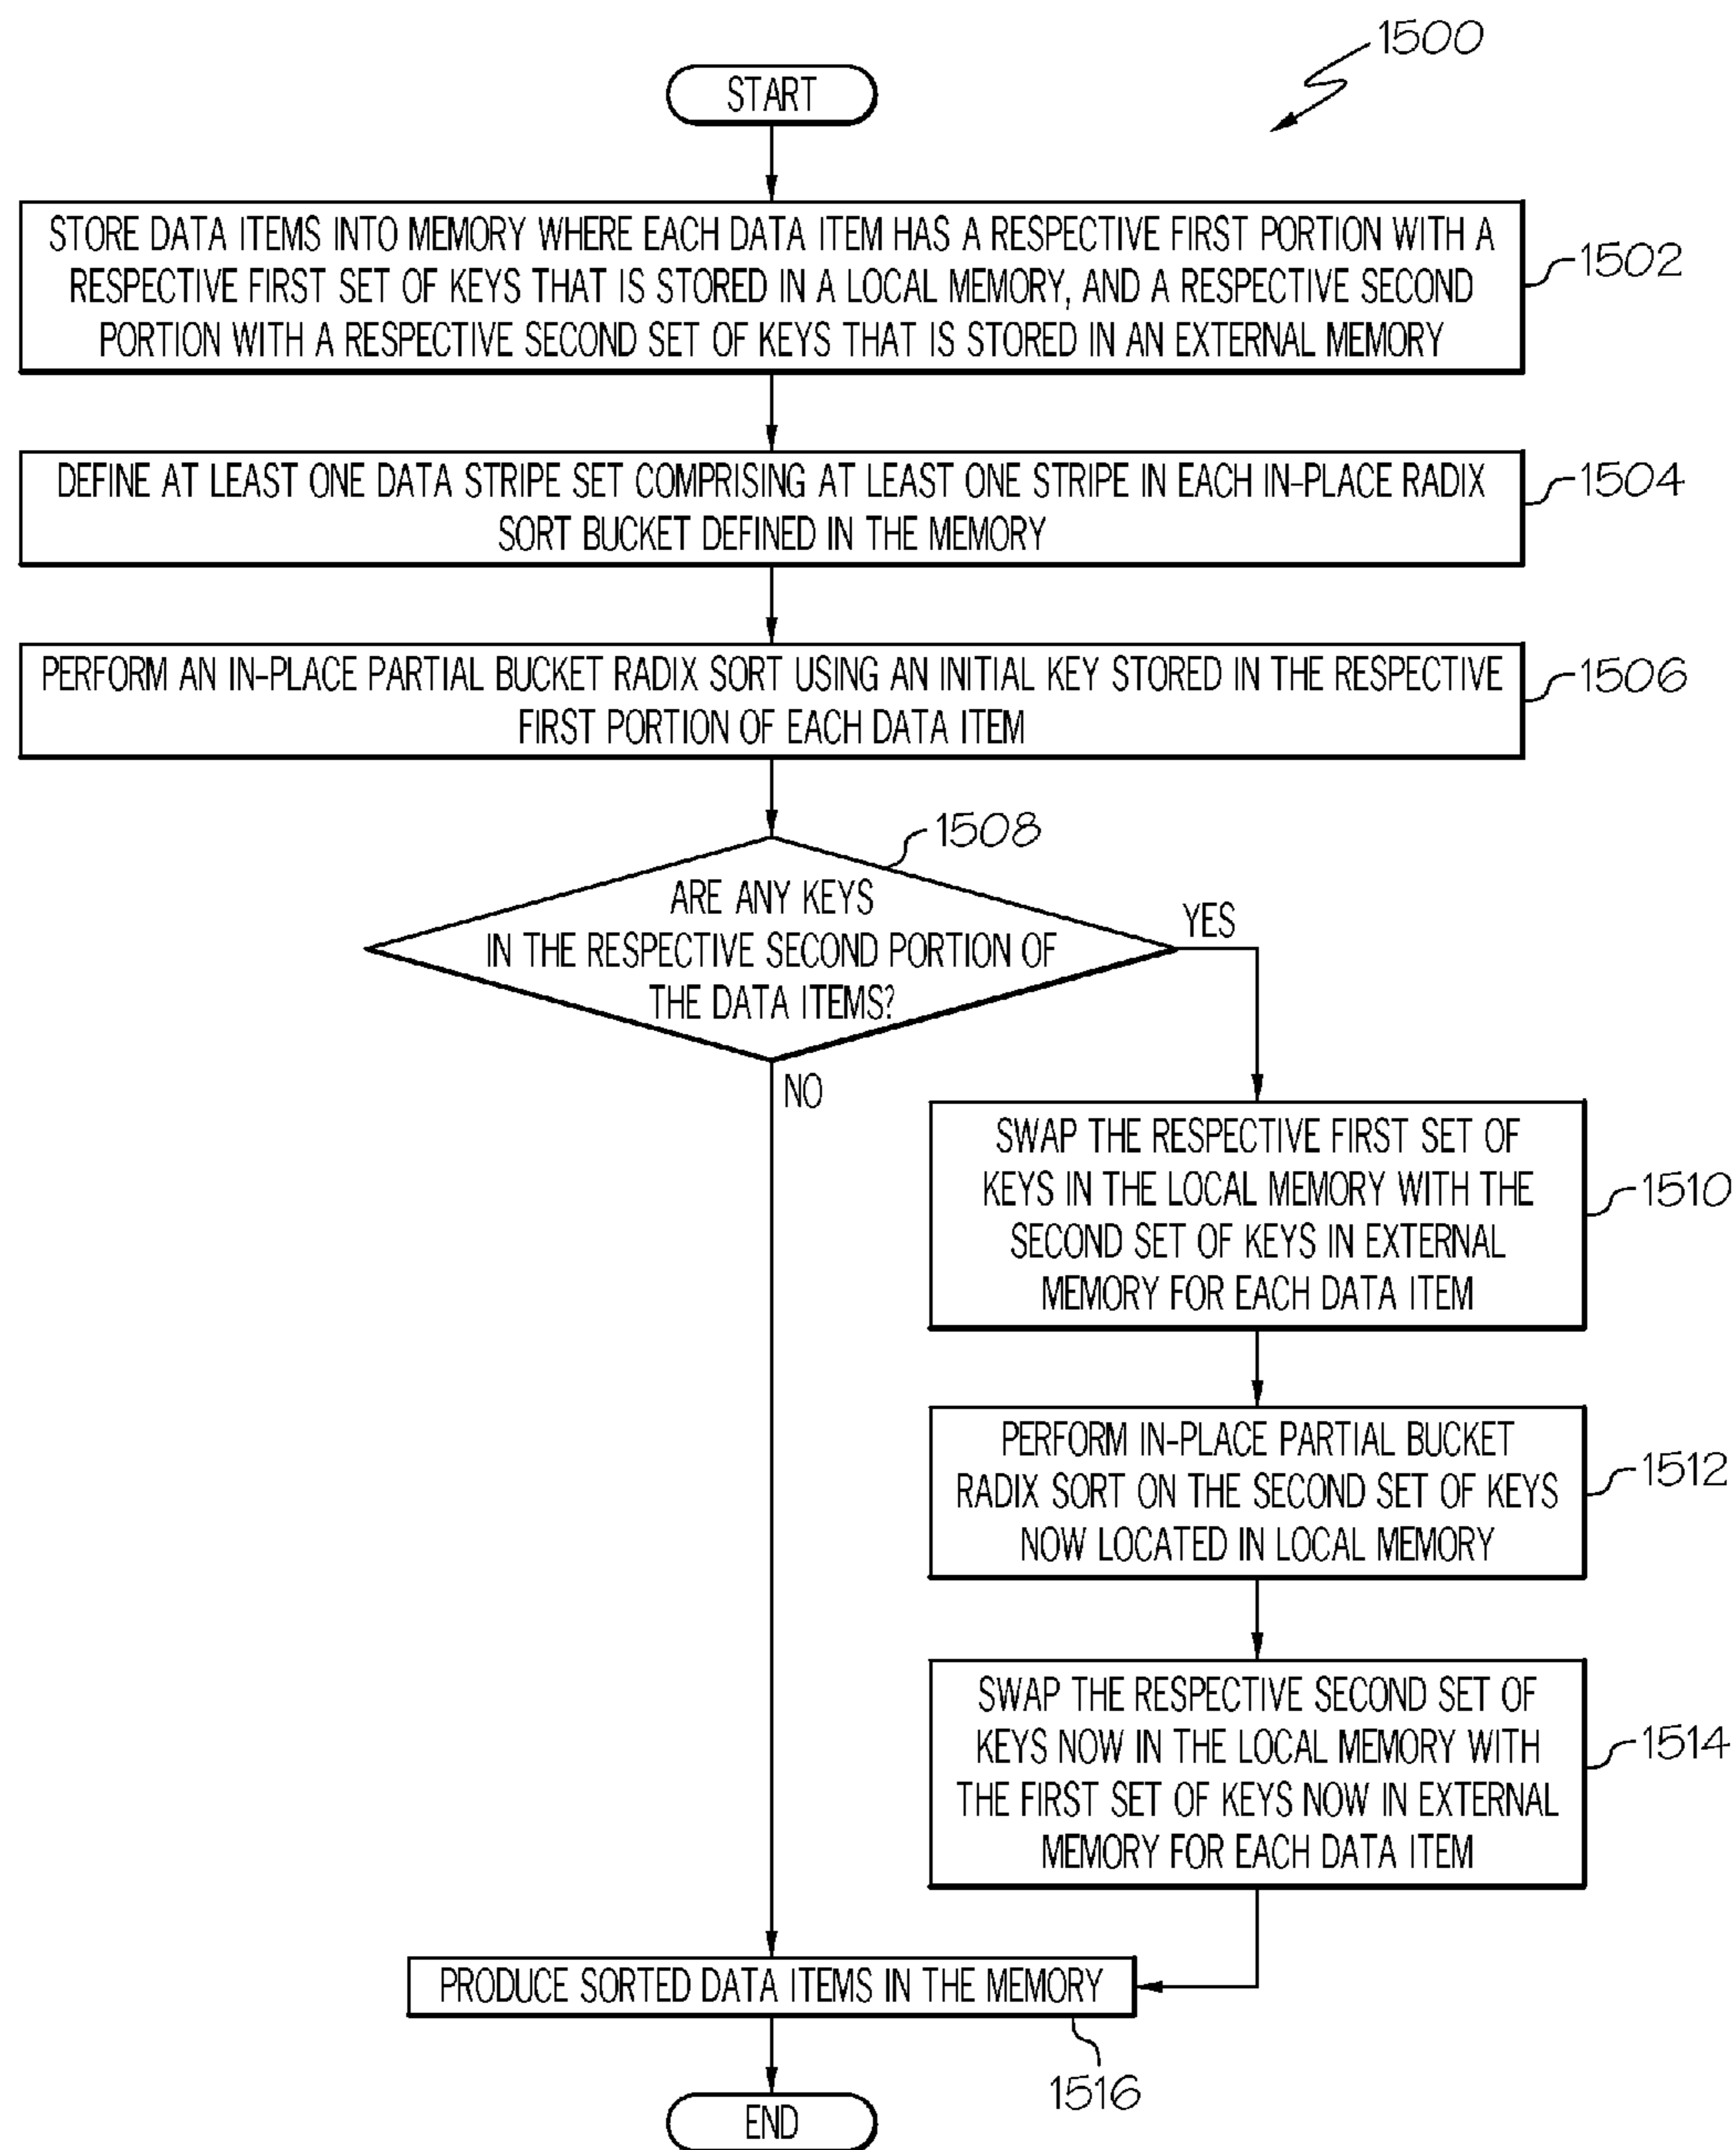 1500
START
STORE DATA ITEMS INTO MEMORY WHERE EACH DATA ITEM HAS A RESPECTIVE FIRST PORTION WITH A
RESPECTIVE FIRST SET OF KEYS THAT IS STORED IN A LOCAL MEMORY, AND A RESPECTIVE SECOND
PORTION WITH A RESPECTIVE SECOND SET OF KEYS THAT IS STORED IN AN EXTERNAL MEMORY
1502
DEFINE AT LEAST ONE DATA STRIPE SET COMPRISING AT LEAST ONE STRIPE IN EACH IN-PLACE RADIX
SORT BUCKET DEFINED IN THE MEMORY
1504
PERFORM AN IN-PLACE PARTIAL BUCKET RADIX SORT USING AN INITIAL KEY STORED IN THE RESPECTIVE
FIRST PORTION OF EACH DATA ITEM
1506
1508
ARE ANY KEYS
IN THE RESPECTIVE SECOND PORTION OF
THE DATA ITEMS?
YES
NO
SWAP THE RESPECTIVE FIRST SET OF
KEYS IN THE LOCAL MEMORY WITH THE
SECOND SET OF KEYS IN EXTERNAL
MEMORY FOR EACH DATA ITEM
1510
PERFORM IN-PLACE PARTIAL BUCKET
RADIX SORT ON THE SECOND SET OF KEYS
NOW LOCATED IN LOCAL MEMORY
1512
SWAP THE RESPECTIVE SECOND SET OF
KEYS NOW IN THE LOCAL MEMORY WITH
THE FIRST SET OF KEYS NOW IN EXTERNAL
MEMORY FOR EACH DATA ITEM
1514
PRODUCE SORTED DATA ITEMS IN THE MEMORY
1516
END